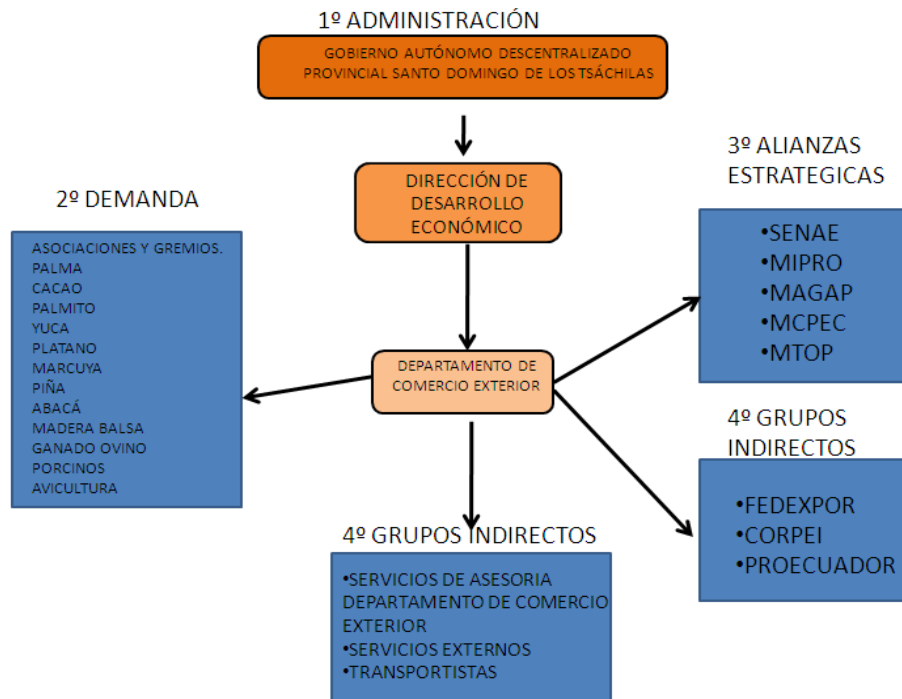 1º ADMINISTRACIÓN
GOBIERNO AUTÓNOMO DESCENTRALIZADO
PROVINCIAL SANTO DOMINGO DE LOS TSÁCHILAS
DIRECCIÓN DE
DESARROLLO
ECONÓMICO
2º DEMANDA
ASOCIACIONES Y GREMIOS.
PALMA
CACAO
PALMITO
YUCA
PLATANO
MARCUYA
PIÑA
ABACÁ
MADERA BALSA
GANADO OVINO
PORCINOS
AVICULTURA
DEPARTAMENTO DE
COMERCIO EXTERIOR
3º ALIANZAS
ESTRATEGICAS
•SENAE
•MIPRO
•MAGAP
•MCPEC
•MTOP
4º GRUPOS
INDIRECTOS
•FEDEXPOR
•CORPEI
•PROECUADOR
4º GRUPOS INDIRECTOS
•SERVICIOS DE ASESORIA
DEPARTAMENTO DE COMERCIO
EXTERIOR
•SERVICIOS EXTERNOS
•TRANSPORTISTAS